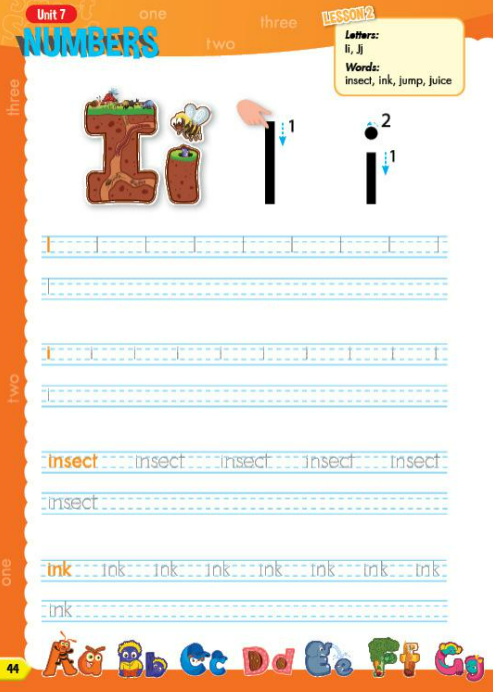 Unit 7
NUMBERS
one
two
three
LESSON 2
Letters:
Ii, Jj
Words:
insect, ink, jump, juice
three
two
one
I i
I 1
i 2
1
I I I I I I I I I
I
i i i i i i i i i i
i
insect insect insect insect insect
insect
ink ink ink ink ink ink ink ink
ink
44
Aa Bb Cc Dd Ee Ff Gg